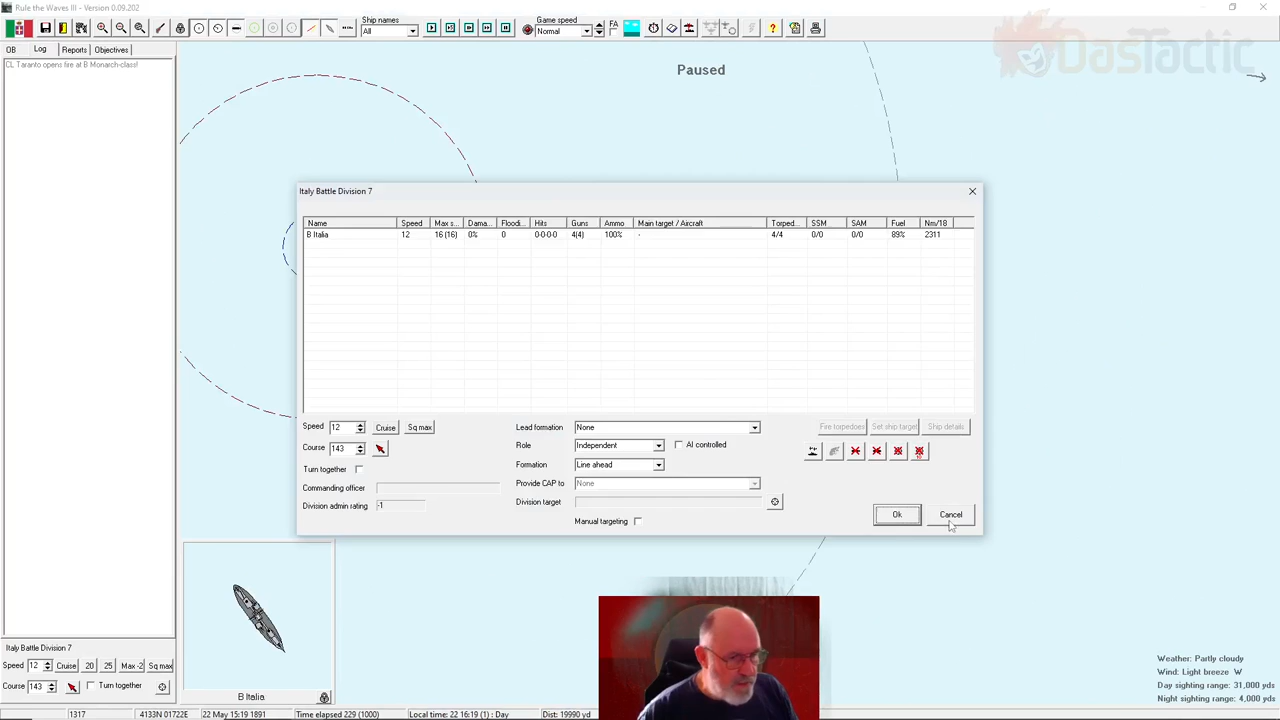 Rule the Waves III - Version 0.09.202
Ship names
All
Game speed
Normal
FA
OB Log Reports Objectives
CL Taranto opens fire at B Monarch-class!
Paused
DasTactic
Italy Battle Division 7
Name Speed Max s... Dama... Floodi... Hits Guns Ammo Main target / Aircraft Torped... SSM SAM Fuel Nm/18
B Italia 12 16 (16) 0% 0 0-0-0-0 4(4) 100% - 4/4 0/0 0/0 89% 2311
Speed 12 Cruise Sq max
Course 143
Turn together
Commanding officer
Division admin rating -1
Lead formation None
Role Independent AI controlled
Formation Line ahead
Provide CAP to None
Division target
Manual targeting
Fire torpedoes Set ship target Ship details
Ok Cancel
Italy Battle Division 7
Speed 12 Cruise 20 25 Max -2 Sq max
Course 143 Turn together
B Italia
Weather: Partly cloudy
Wind: Light breeze W
Day sighting range: 31,000 yds
Night sighting range: 4,000 yds
1317 4133N 01722E 22 May 15:19 1891 Time elapsed 229 (1000) Local time: 22 16:19 (1) : Day Dist: 19990 yd